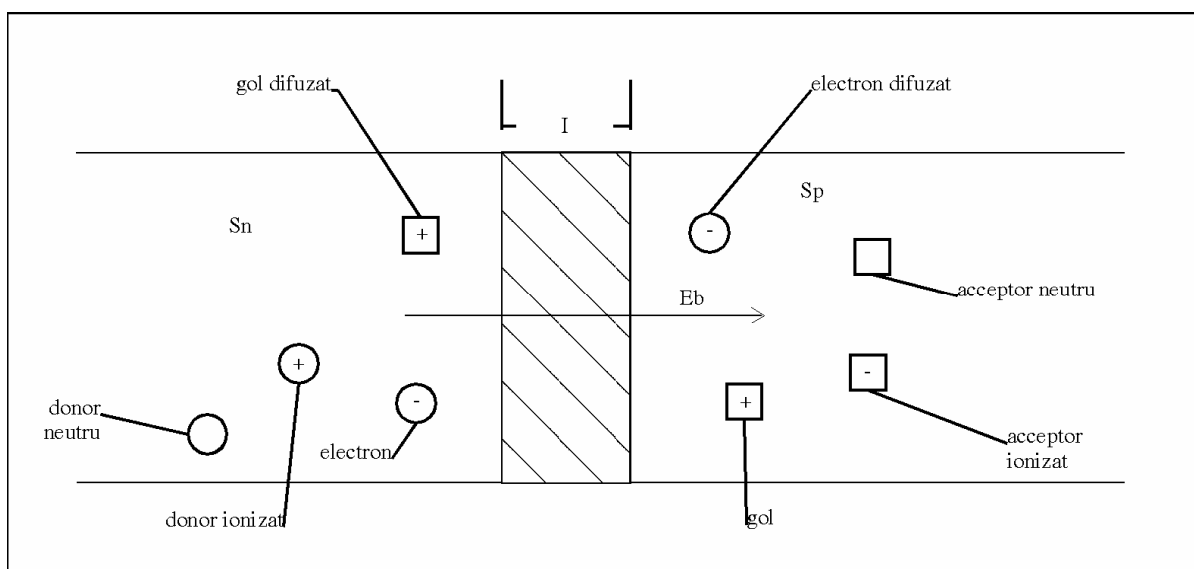 gol difuzat
electron difuzat
I
Sn
Sp
+
-
acceptor neutru
Eb
+
-
donor
neutru
-
+
electron
acceptor
ionizat
donor ionizat
gol